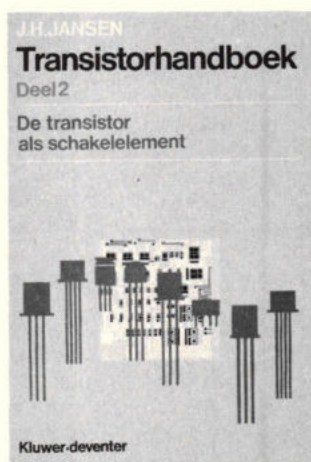 J.H.JANSEN
Transistorhandboek
Deel 2
De transistor
als schakelelement
Kluwer-deventer